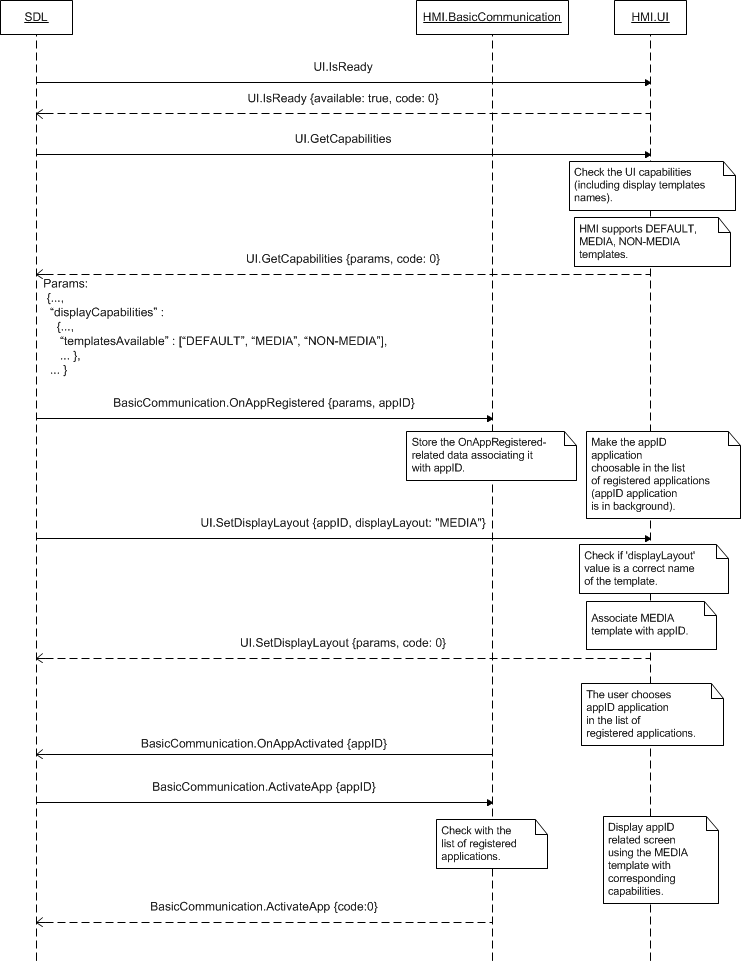 SDL
HMI.BasicCommunication
HMI.UI
UI.IsReady
UI.IsReady {available: true, code: 0}
UI.GetCapabilities
Check the UI capabilities
(including display templates
names).
HMI supports DEFAULT,
MEDIA, NON-MEDIA
templates.
UI.GetCapabilities {params, code: 0}
Params:
{...,
“displayCapabilities” :
{...,
“templatesAvailable” : [“DEFAULT”, “MEDIA”, “NON-MEDIA”],
... },
... }
BasicCommunication.OnAppRegistered {params, appID}
Store the OnAppRegistered-
related data associating it
with appID.
Make the appID
application
choosable in the list
of registered applications
(appID application
is in background).
UI.SetDisplayLayout {appID, displayLayout: "MEDIA"}
Check if 'displayLayout'
value is a correct name
of the template.
Associate MEDIA
template with appID.
UI.SetDisplayLayout {params, code: 0}
The user chooses
appID application
in the list of
registered applications.
BasicCommunication.OnAppActivated {appID}
BasicCommunication.ActivateApp {appID}
Check with the
list of registered
applications.
Display appID
related screen
using the MEDIA
template with
corresponding
capabilities.
BasicCommunication.ActivateApp {code:0}